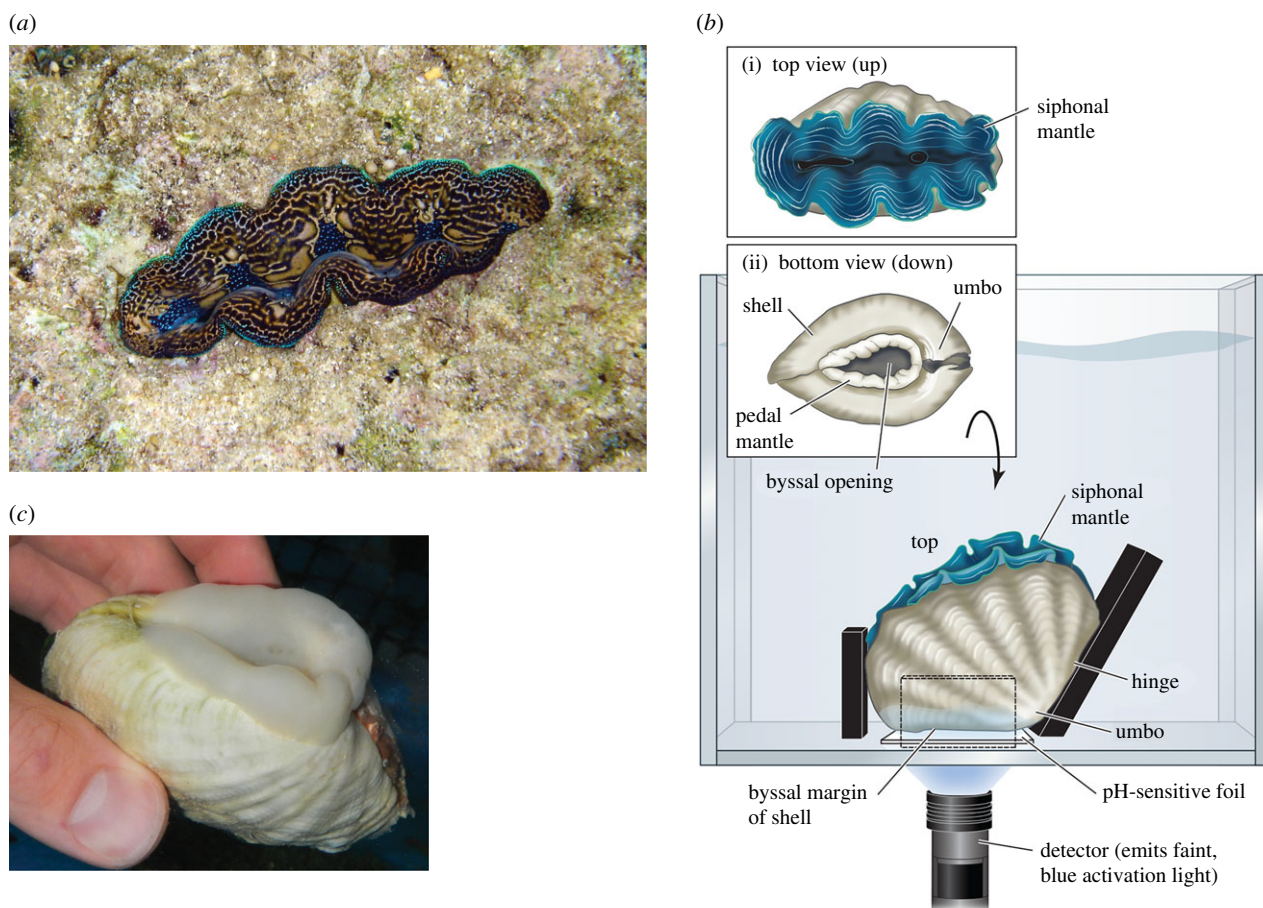 (a)
(b)
(i) top view (up)
siphonal
mantle
(ii) bottom view (down)
shell
umbo
pedal
mantle
byssal opening
siphonal
mantle
top
(c)
hinge
umbo
byssal margin
of shell
pH-sensitive foil
detector (emits faint,
blue activation light)